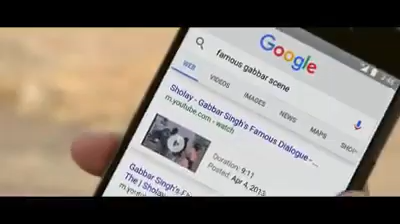 Google
famous gabbar scene
WEB VIDEOS IMAGES NEWS MAPS
Sholay - Gabbar Singh's Famous Dialogue - ...
m.youtube.com › watch
Duration: 9:11
Posted: Apr 4, 2013
Gabbar Singh's
The | Sholay
m.youtube.